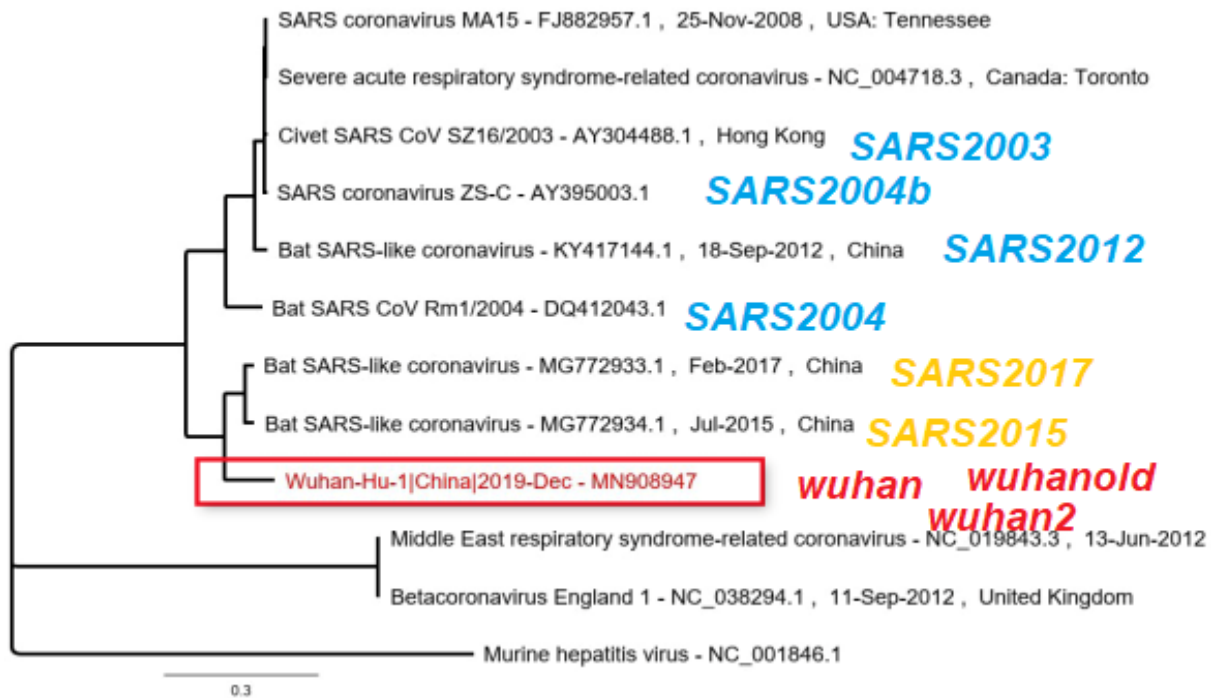 SARS coronavirus MA15 - FJ882957.1 , 25-Nov-2008 , USA: Tennessee
Severe acute respiratory syndrome-related coronavirus - NC_004718.3 , Canada: Toronto
Civet SARS CoV SZ16/2003 - AY304488.1 , Hong Kong SARS2003
SARS coronavirus ZS-C - AY395003.1 SARS2004b
Bat SARS-like coronavirus - KY417144.1 , 18-Sep-2012 , China SARS2012
Bat SARS CoV Rm1/2004 - DQ412043.1 SARS2004
Bat SARS-like coronavirus - MG772933.1 , Feb-2017 , China SARS2017
Bat SARS-like coronavirus - MG772934.1 , Jul-2015 , China SARS2015
Wuhan-Hu-1|China|2019-Dec - MN908947 wuhan wuhanold
wuhan2
Middle East respiratory syndrome-related coronavirus - NC_019843.3 , 13-Jun-2012
Betacoronavirus England 1 - NC_038294.1 , 11-Sep-2012 , United Kingdom
Murine hepatitis virus - NC_001846.1
0.3